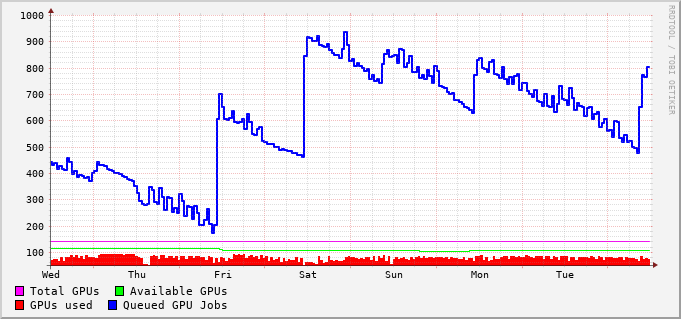 1000
900
800
700
600
500
400
300
200
100
Wed Thu Fri Sat Sun Mon Tue
Total GPUs Available GPUs
GPUs used Queued GPU Jobs
RRDTOOL / TOBI OETIKER